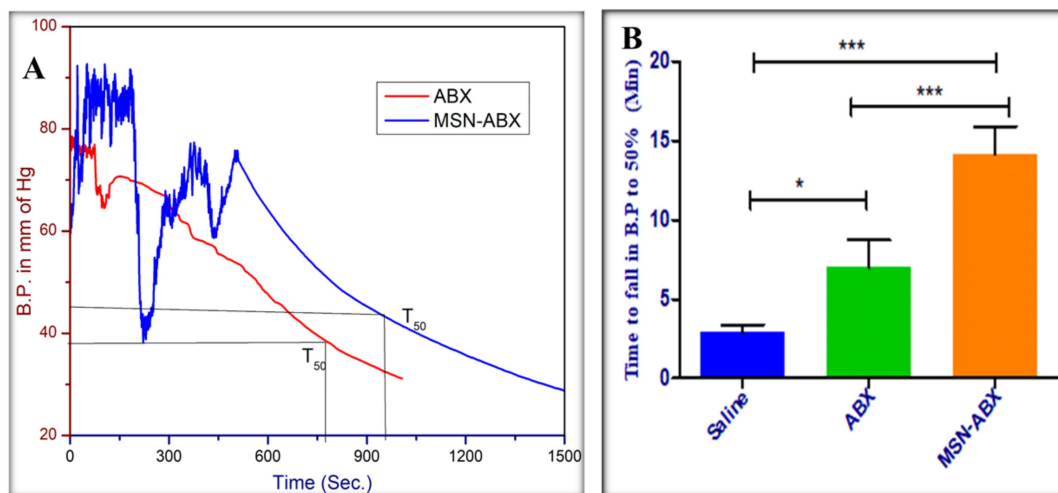 A
B.P. in mm of Hg
100
80
60
40
20
ABX
MSN-ABX
T50
T50
0
300
600
900
1200
1500
Time (Sec.)
B
Time to fall in B.P to 50% (Min)
20
15
10
5
0
***
***
*
Saline
ABX
MSN-ABX